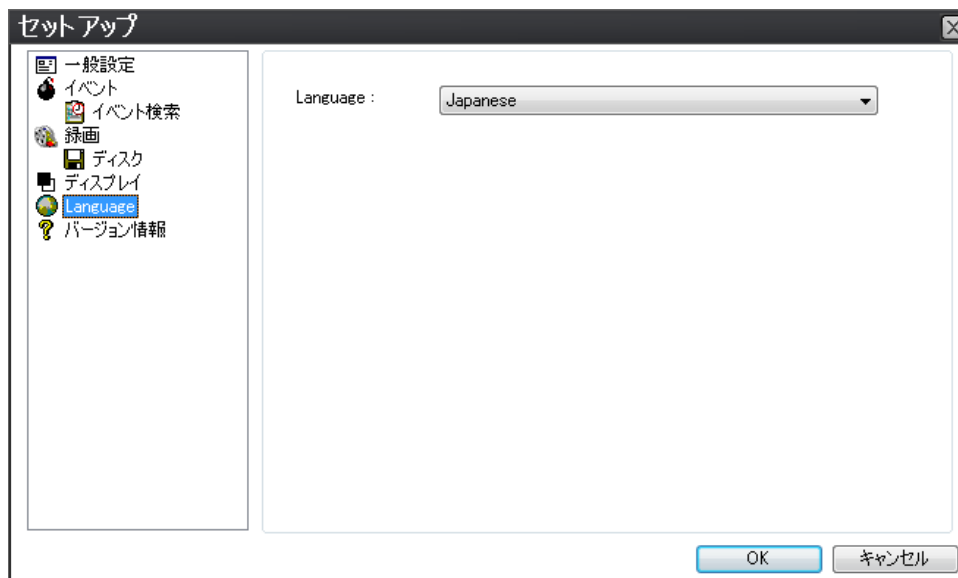 セットアップ
一般設定
イベント
イベント検索
録画
ディスク
ディスプレイ
Language
バージョン情報
Language :
Japanese
OK
キャンセル